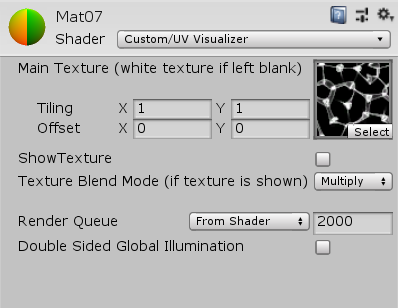 Mat07
Shader Custom/UV Visualizer
Main Texture (white texture if left blank)
Tiling X 1 Y 1
Offset X 0 Y 0
Select
ShowTexture
Texture Blend Mode (if texture is shown) Multiply
Render Queue From Shader 2000
Double Sided Global Illumination